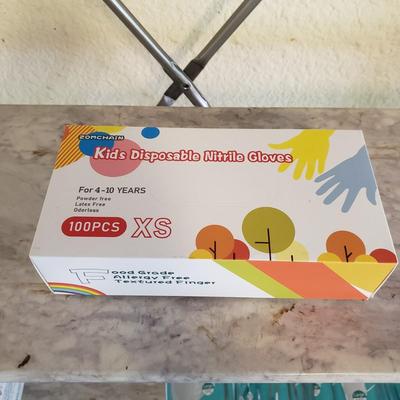 ZOMCHAIN
Kids Disposable Nitrile Gloves
For 4-10 YEARS
Powder free
Latex Free
Odorless
100PCS XS
Food Grade
Allergy Free
Textured Finger